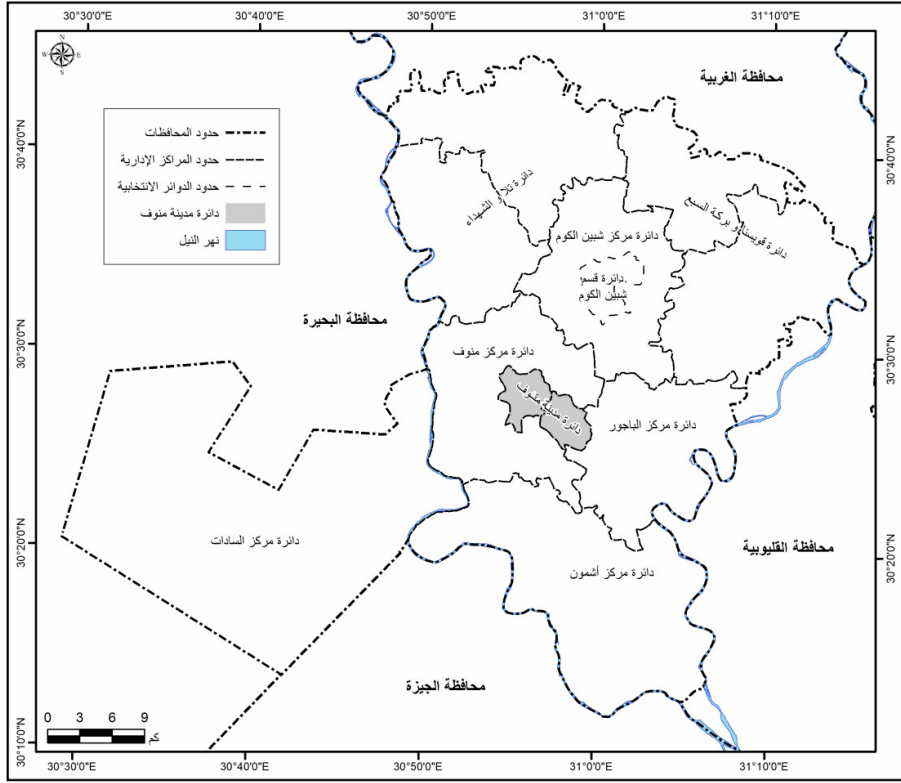 30°30'0"E 30°40'0"E 30°50'0"E 31°0'0"E 31°10'0"E
N
W E
S
محافظة الغربية
حدود المحافظات
حدود المراكز الإدارية
حدود الدوائر الانتخابية
دائرة مدينة منوف
نهر النيل
30°40'0"N
30°40'0"N
دائرة تلا و الشهداء
دائرة قويسنا و بركة السبع
دائرة مركز شبين الكوم
دائرة قسم
شبين الكوم
محافظة البحيرة
30°30'0"N
30°30'0"N
دائرة مركز منوف
دائرة مدينة منوف
دائرة مركز الباجور
دائرة مركز السادات
محافظة القليوبية
30°20'0"N
30°20'0"N
دائرة مركز أشمون
محافظة الجيزة
0 3 6 9
كم
30°10'0"N
30°10'0"N
30°30'0"E 30°40'0"E 30°50'0"E 31°0'0"E 31°10'0"E